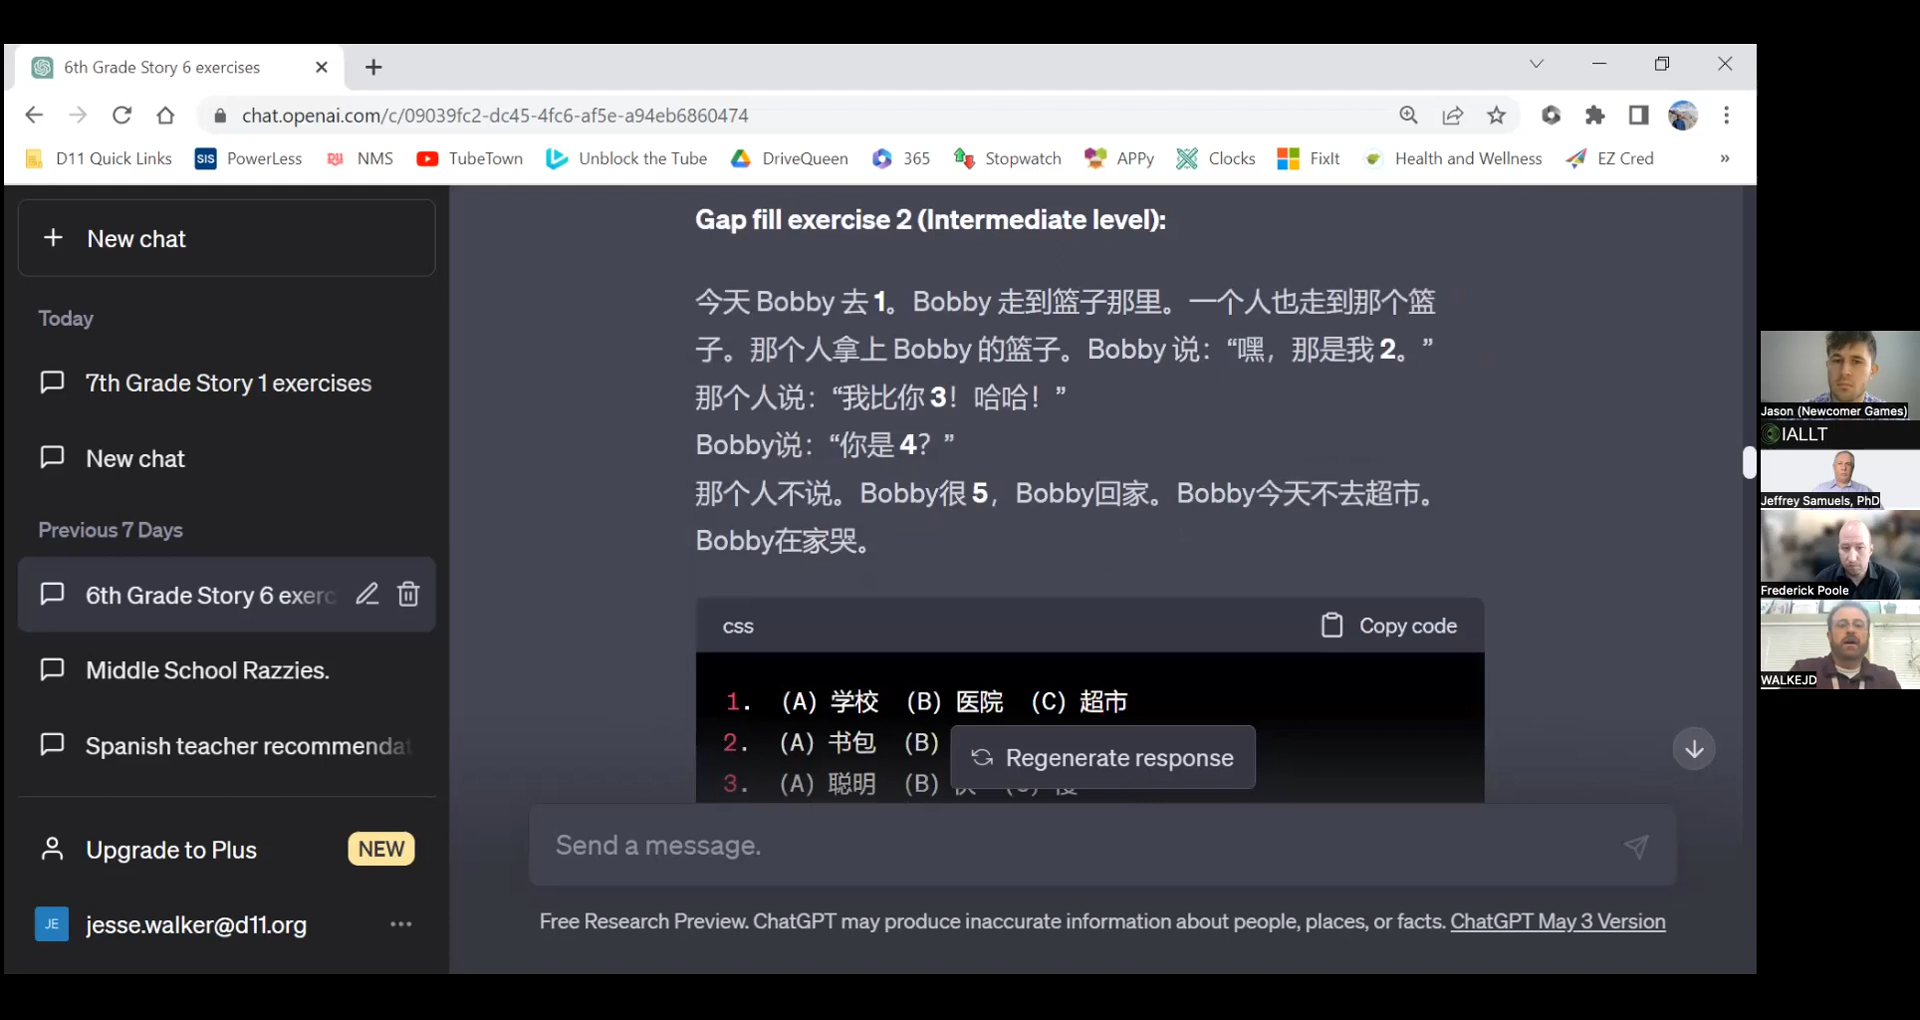 6th Grade Story 6 exercises
chat.openai.com/c/09039fc2-dc45-4fc6-af5e-a94eb6860474
D11 Quick Links
SIS
PowerLess
NMS
TubeTown
Unblock the Tube
DriveQueen
365
Stopwatch
APPy
Clocks
FixIt
Health and Wellness
EZ Cred
»
+ New chat
Today
7th Grade Story 1 exercises
New chat
Previous 7 Days
6th Grade Story 6 exerc
Middle School Razzies.
Spanish teacher recommendat
Upgrade to Plus
NEW
JE
jesse.walker@d11.org
Gap fill exercise 2 (Intermediate level):
今天 Bobby 去 1。Bobby 走到篮子那里。一个人也走到那个篮
子。那个人拿上 Bobby 的篮子。Bobby 说：“嘿，那是我 2。”
那个人说：“我比你 3！哈哈！”
Bobby说：“你是 4？”
那个人不说。Bobby很 5，Bobby回家。Bobby今天不去超市。
Bobby在家哭。
css
Copy code
1. (A) 学校 (B) 医院 (C) 超市
2. (A) 书包 (B)
3. (A) 聪明 (B)
Regenerate response
Send a message.
Free Research Preview. ChatGPT may produce inaccurate information about people, places, or facts. ChatGPT May 3 Version
Jason (Newcomer Games)
IALLT
Jeffrey Samuels, PhD
Frederick Poole
WALKEJD